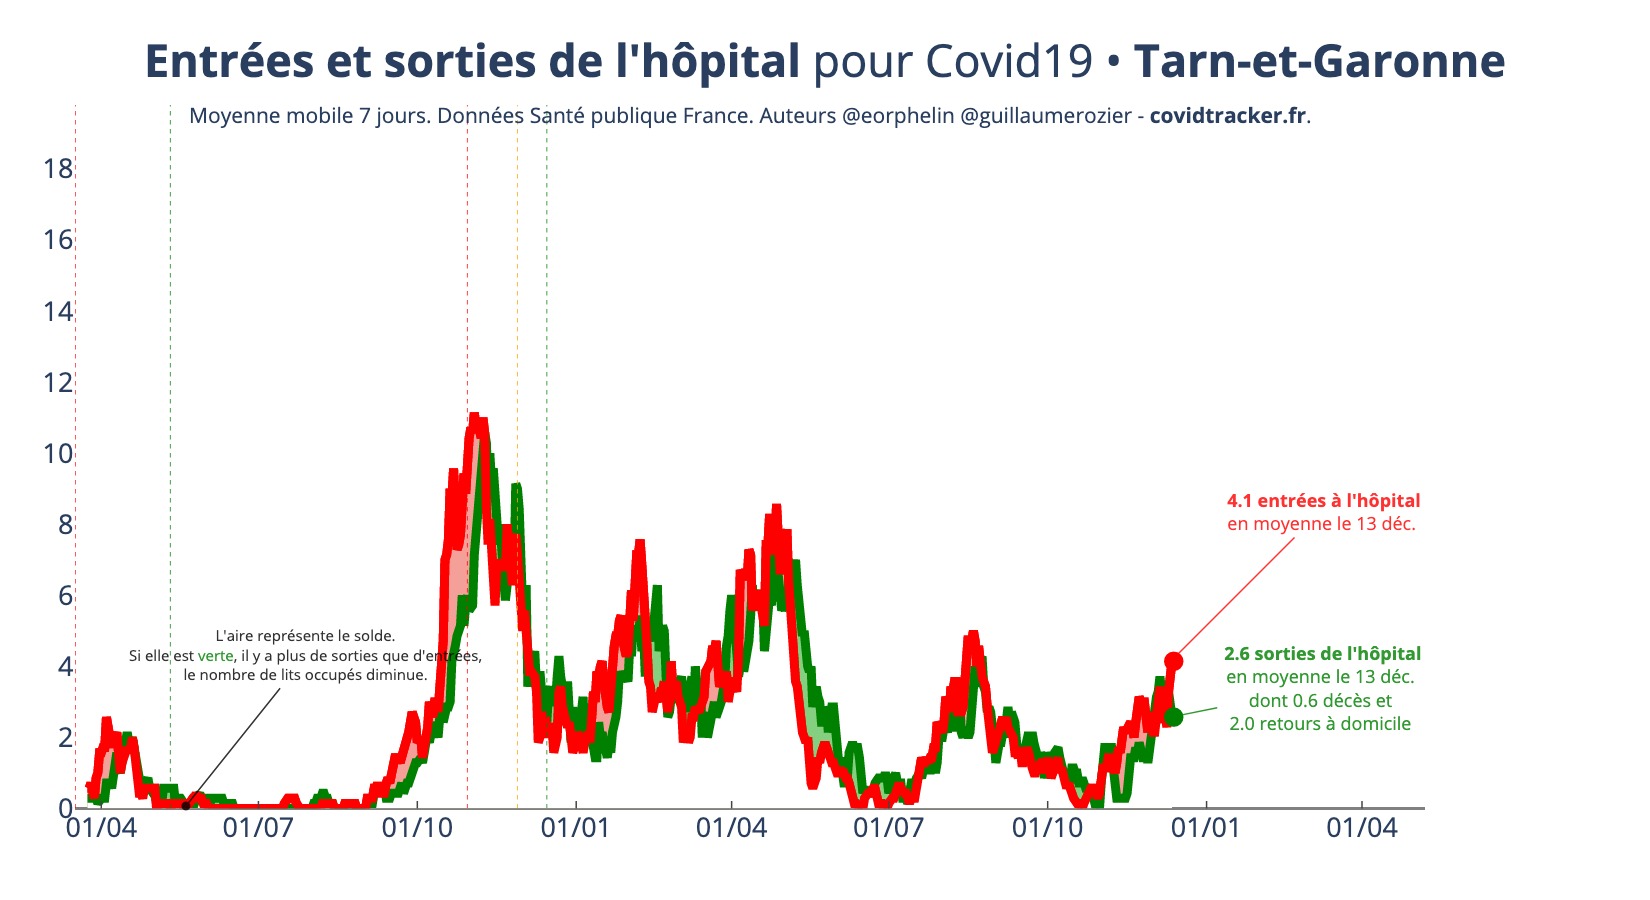 Entrées et sorties de l'hôpital pour Covid19 • Tarn-et-Garonne
Moyenne mobile 7 jours. Données Santé publique France. Auteurs @eorphelin @guillaumerozier - covidtracker.fr.
18
16
14
12
10
8
6
4
2
0
L'aire représente le solde.
Si elle est verte, il y a plus de sorties que d'entrées,
le nombre de lits occupés diminue.
4.1 entrées à l'hôpital
en moyenne le 13 déc.
2.6 sorties de l'hôpital
en moyenne le 13 déc.
dont 0.6 décès et
2.0 retours à domicile
01/04 01/07 01/10 01/01 01/04 01/07 01/10 01/01 01/04